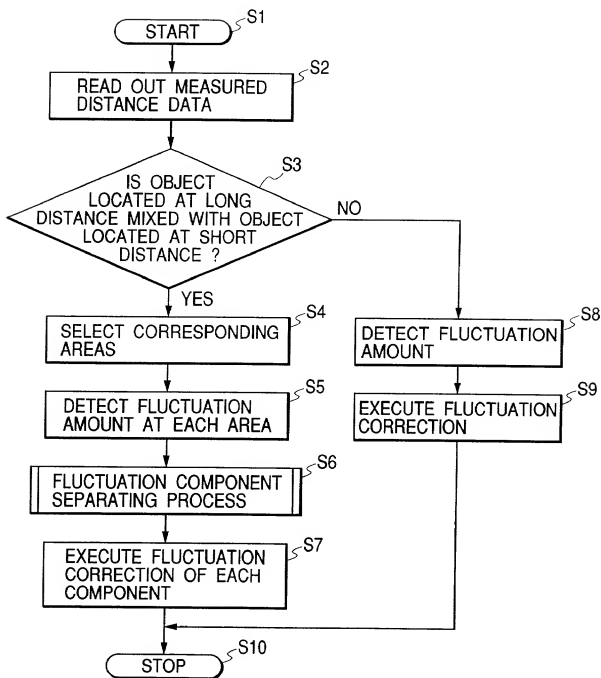 START
S1
S2
READ OUT MEASURED
DISTANCE DATA
S3
IS OBJECT
LOCATED AT LONG
DISTANCE MIXED WITH OBJECT
LOCATED AT SHORT
DISTANCE ?
NO
YES
S4
SELECT CORRESPONDING
AREAS
S5
DETECT FLUCTUATION
AMOUNT AT EACH AREA
S6
FLUCTUATION COMPONENT
SEPARATING PROCESS
S7
EXECUTE FLUCTUATION
CORRECTION OF EACH
COMPONENT
S8
DETECT FLUCTUATION
AMOUNT
S9
EXECUTE FLUCTUATION
CORRECTION
S10
STOP